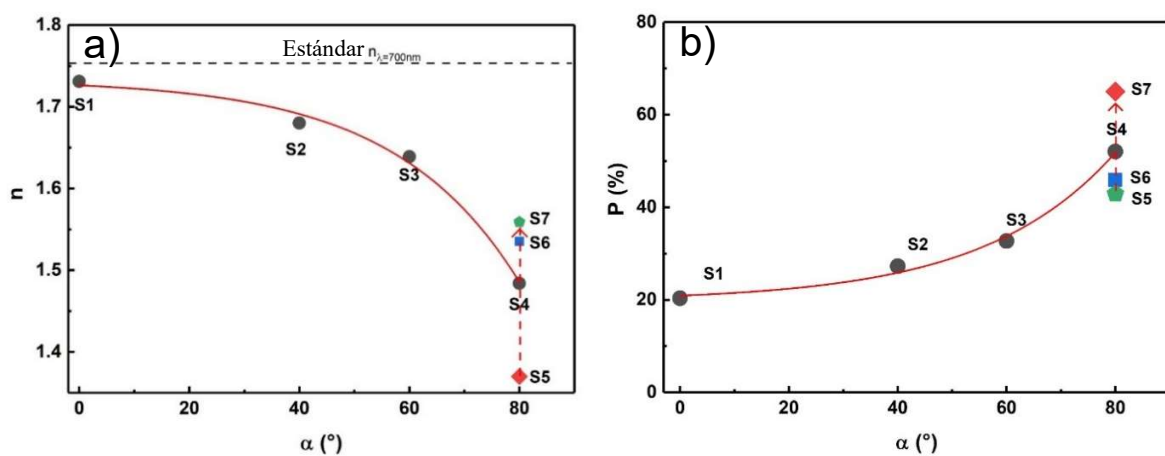 a)
Estándar n λ=700nm
1.8
1.7
1.6
1.5
1.4
n
S1
S2
S3
S7
S6
S4
S5
0 20 40 60 80
α (°)
b)
80
60
40
20
0
P (%)
S7
S4
S6
S5
S3
S2
S1
0 20 40 60 80
α (°)